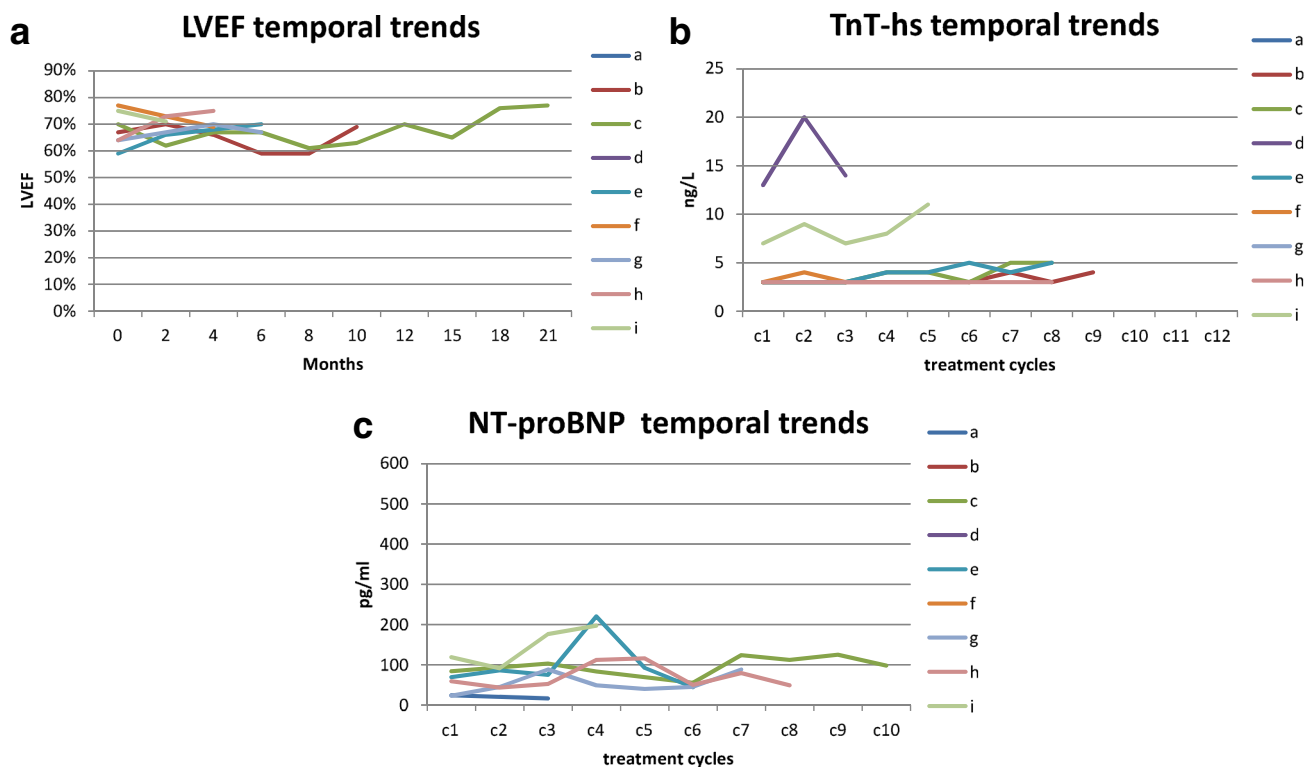 a
LVEF temporal trends
90%
80%
70%
60%
50%
40%
30%
20%
10%
0%
LVEF
0 2 4 6 8 10 12 15 18 21
Months
a
b
c
d
e
f
g
h
i
b
TnT-hs temporal trends
25
20
15
10
5
0
ng/L
c1 c2 c3 c4 c5 c6 c7 c8 c9 c10 c11 c12
treatment cycles
a
b
c
d
e
f
g
h
i
c
NT-proBNP temporal trends
600
500
400
300
200
100
0
pg/ml
c1 c2 c3 c4 c5 c6 c7 c8 c9 c10
treatment cycles
a
b
c
d
e
f
g
h
i